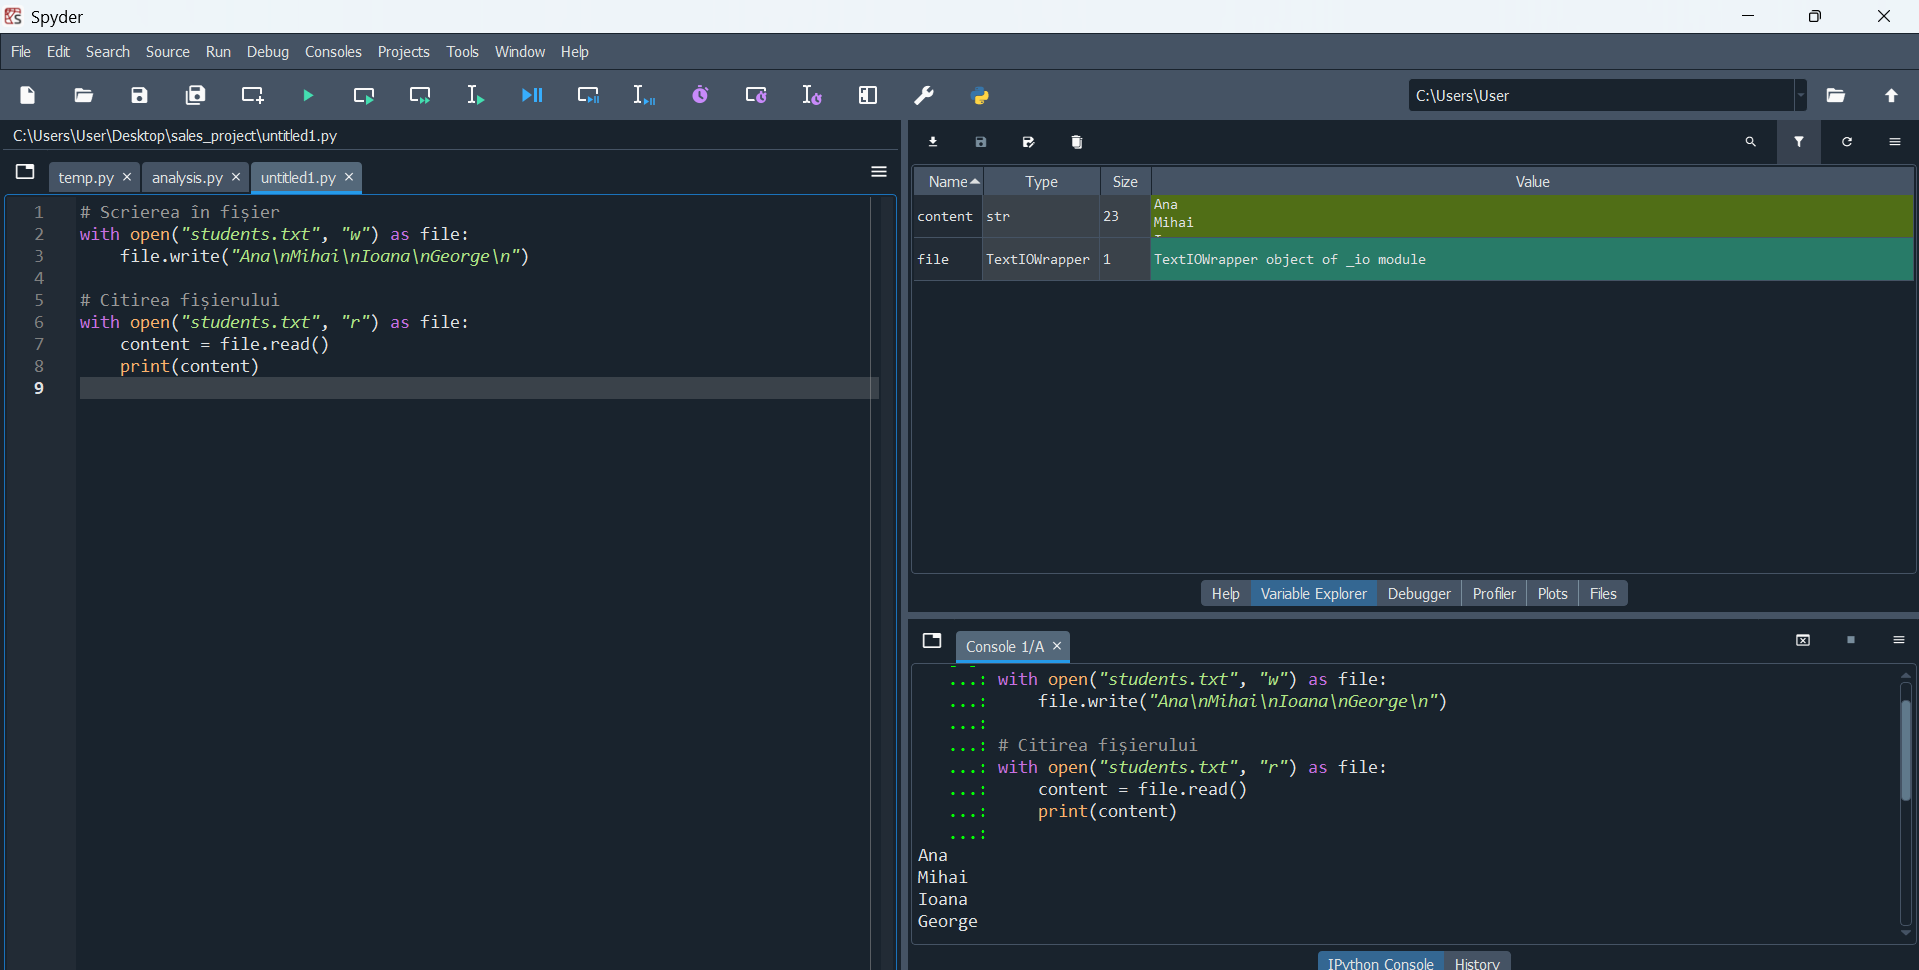 Spyder
File Edit Search Source Run Debug Consoles Projects Tools Window Help
C:\Users\User
C:\Users\User\Desktop\sales_project\untitled1.py
temp.py analysis.py untitled1.py
1 # Scrierea în fișier
2 with open("students.txt", "w") as file:
3 file.write("Ana\nMihai\nIoana\nGeorge\n")
4
5 # Citirea fișierului
6 with open("students.txt", "r") as file:
7 content = file.read()
8 print(content)
9
Name Type Size Value
content str 23 Ana
Mihai
file TextIOWrapper 1 TextIOWrapper object of _io module
Help Variable Explorer Debugger Profiler Plots Files
Console 1/A
...: with open("students.txt", "w") as file:
...: file.write("Ana\nMihai\nIoana\nGeorge\n")
...:
...: # Citirea fișierului
...: with open("students.txt", "r") as file:
...: content = file.read()
...: print(content)
...:
Ana
Mihai
Ioana
George
IPython Console History